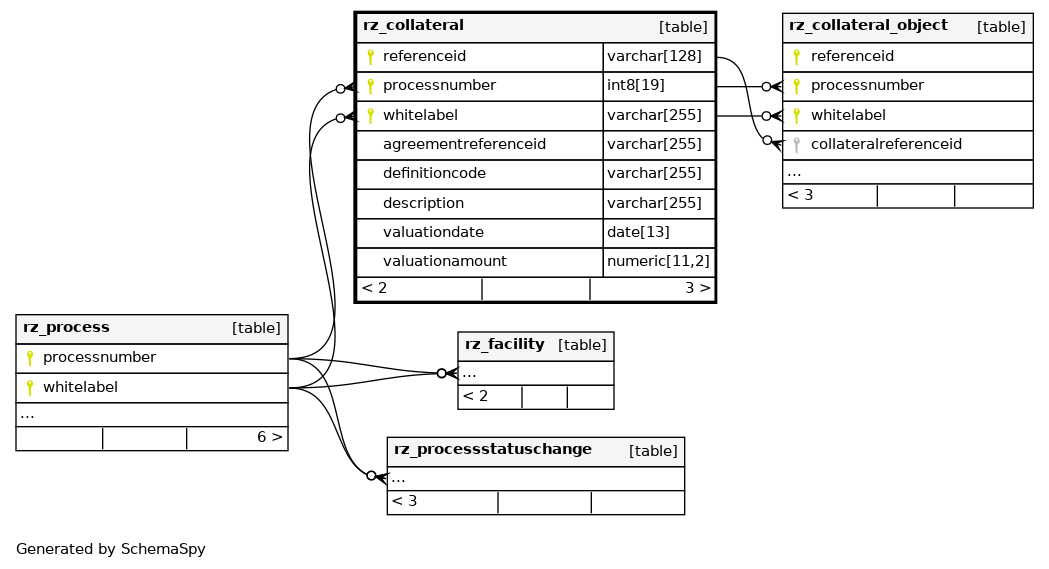 rz_collateral [table]
referenceid varchar[128]
processnumber int8[19]
whitelabel varchar[255]
agreementreferenceid varchar[255]
definitioncode varchar[255]
description varchar[255]
valuationdate date[13]
valuationamount numeric[11,2]
< 2 3 >
rz_collateral_object [table]
referenceid
processnumber
whitelabel
collateralreferenceid
...
< 3
rz_process [table]
processnumber
whitelabel
...
6 >
rz_facility [table]
...
< 2
rz_processstatuschange [table]
...
< 3
Generated by SchemaSpy